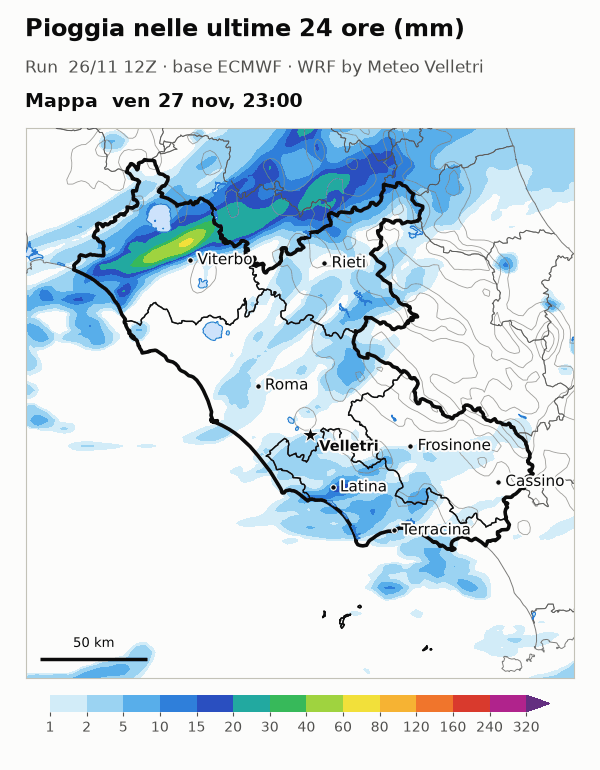 Pioggia nelle ultime 24 ore (mm)
Run  26/11 12Z · base ECMWF · WRF by Meteo Velletri
Mappa  ven 27 nov, 23:00
Viterbo
Rieti
Roma
Velletri
Frosinone
Cassino
Latina
Terracina
50 km
1 2 5 10 15 20 30 40 60 80 120 160 240 320